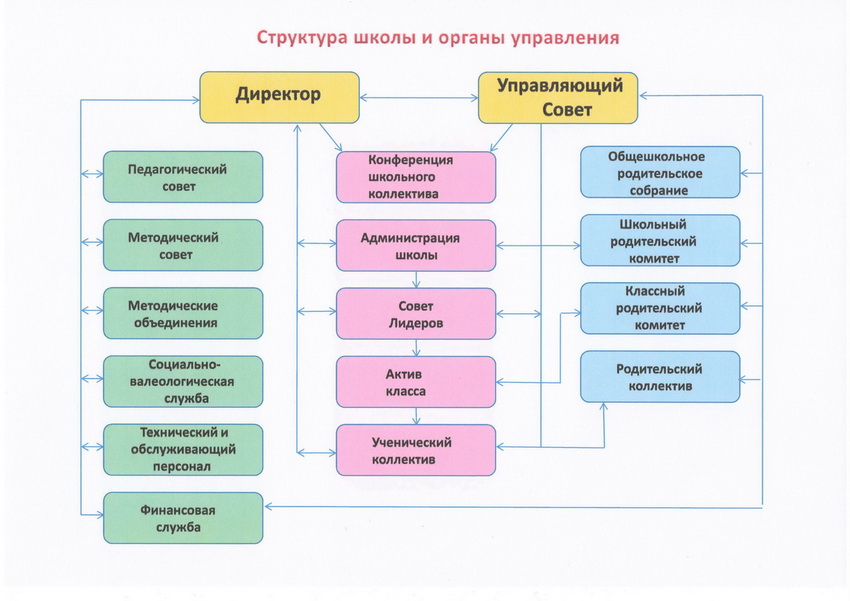 Структура школы и органы управления
Директор
Управляющий
Совет
Педагогический
совет
Методический
совет
Методические
объединения
Социально-
валеологическая
служба
Технический и
обслуживающий
персонал
Финансовая
служба
Конференция
школьного
коллектива
Администрация
школы
Совет
Лидеров
Актив
класса
Ученический
коллектив
Общешкольное
родительское
собрание
Школьный
родительский
комитет
Классный
родительский
комитет
Родительский
коллектив